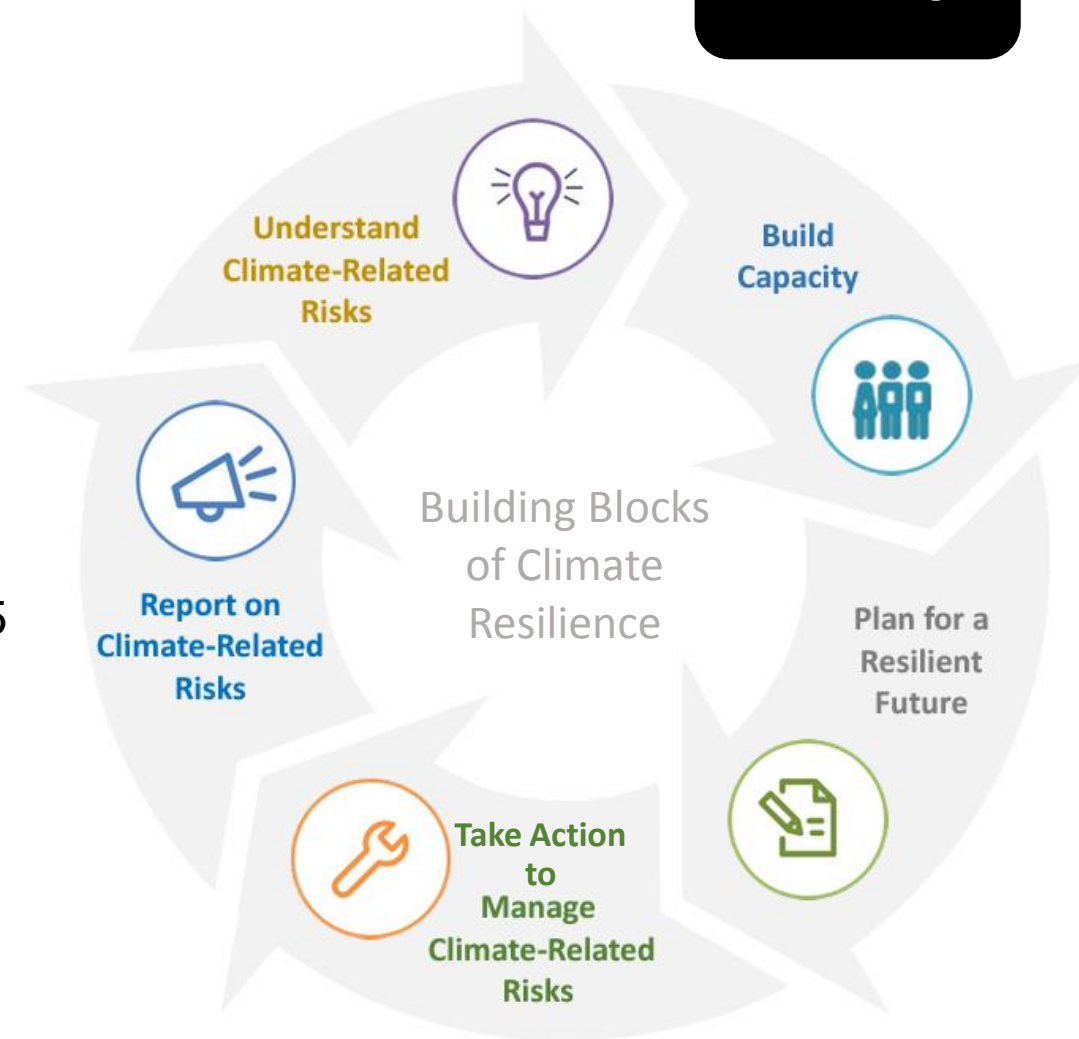 Understand
Climate-Related
Risks
Build
Capacity
Building Blocks
of Climate
Resilience
5
Report on
Climate-Related
Risks
Plan for a
Resilient
Future
Take Action
to
Manage
Climate-Related
Risks